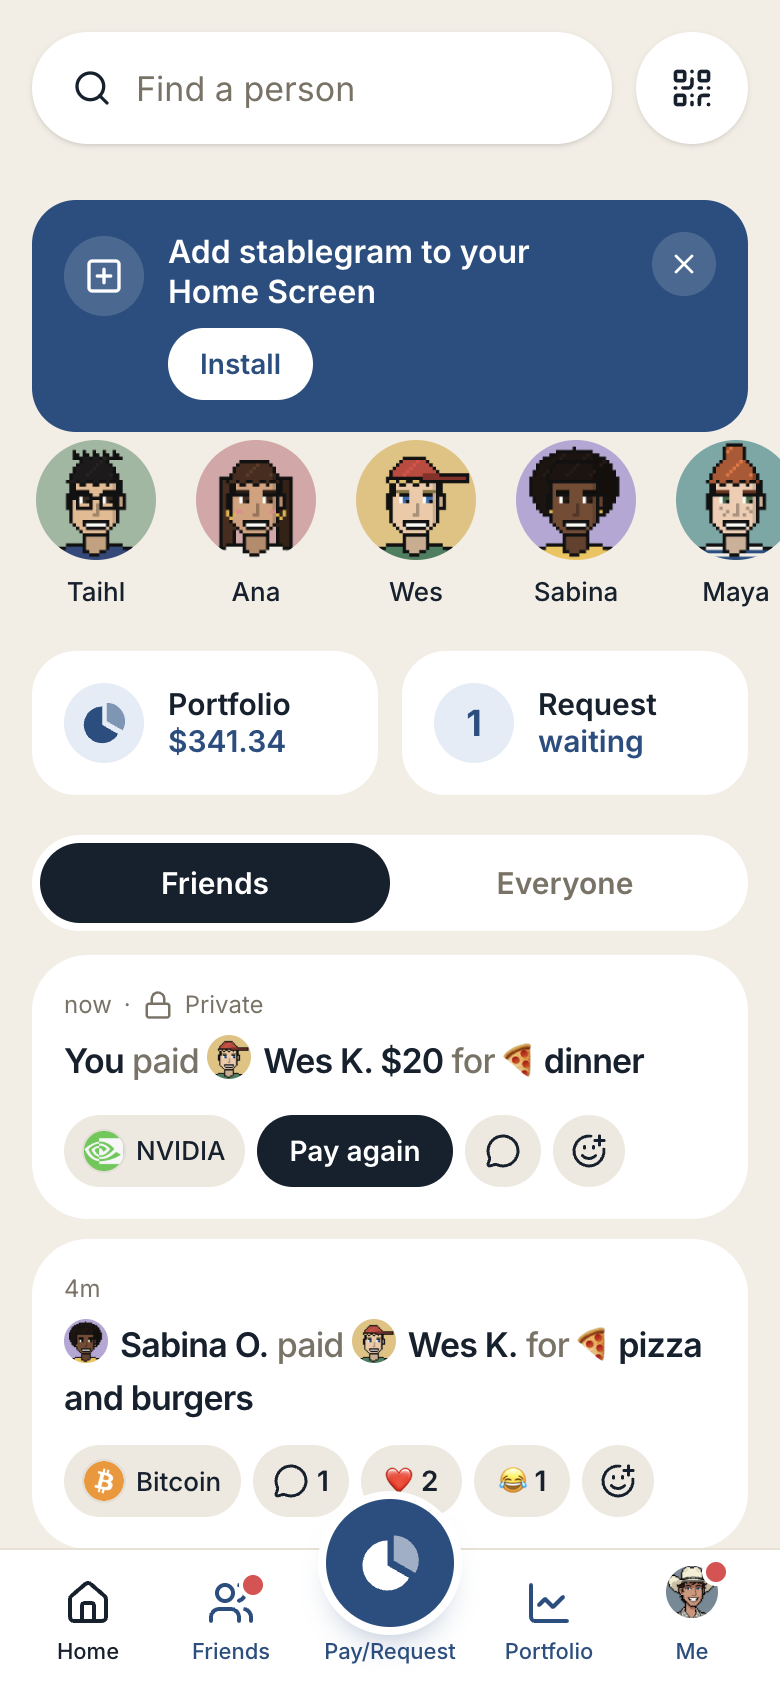 Find a person
Add stablegram to your
Home Screen
Install
Taihl
Ana
Wes
Sabina
Maya
Portfolio
$341.34
1
Request
waiting
Friends
Everyone
now · Private
You paid Wes K. $20 for 🍕 dinner
NVIDIA
Pay again
4m
Sabina O. paid Wes K. for 🍕 pizza
and burgers
Bitcoin
1
❤️ 2
😂 1
Home
Friends
Pay/Request
Portfolio
Me